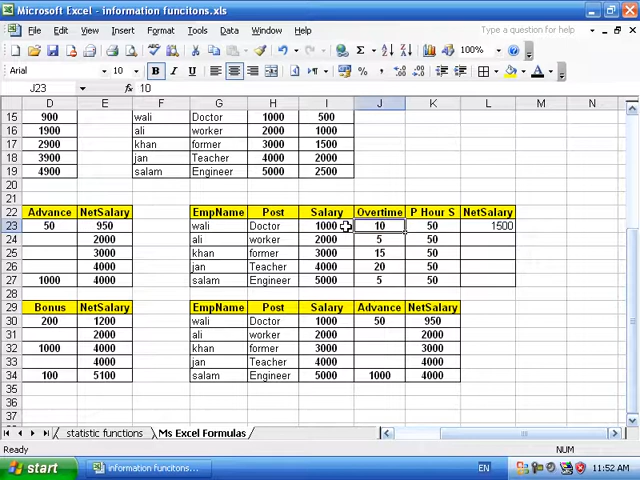 Microsoft Excel - information funcitons.xls
File Edit View Insert Format Tools Data Window Help Type a question for help
100%
Arial 10 B I U
J23 fx 10
D E F G H I J K L M N
15 900 wali Doctor 1000 500
16 1900 ali worker 2000 1000
17 2900 khan former 3000 1500
18 3900 jan Teacher 4000 2000
19 4900 salam Engineer 5000 2500
20
21
22 Advance NetSalary EmpName Post Salary Overtime P Hour S NetSalary
23 50 950 wali Doctor 1000 10 50 1500
24 2000 ali worker 2000 5 50
25 3000 khan former 3000 15 50
26 4000 jan Teacher 4000 20 50
27 1000 4000 salam Engineer 5000 5 50
28
29 Bonus NetSalary EmpName Post Salary Advance NetSalary
30 200 1200 wali Doctor 1000 50 950
31 2000 ali worker 2000 2000
32 1000 4000 khan former 3000 3000
33 4000 jan Teacher 4000 4000
34 100 5100 salam Engineer 5000 1000 4000
35
36
37
statistic functions Ms Excel Formulas
Ready NUM
start information funcitons... EN 11:52 AM